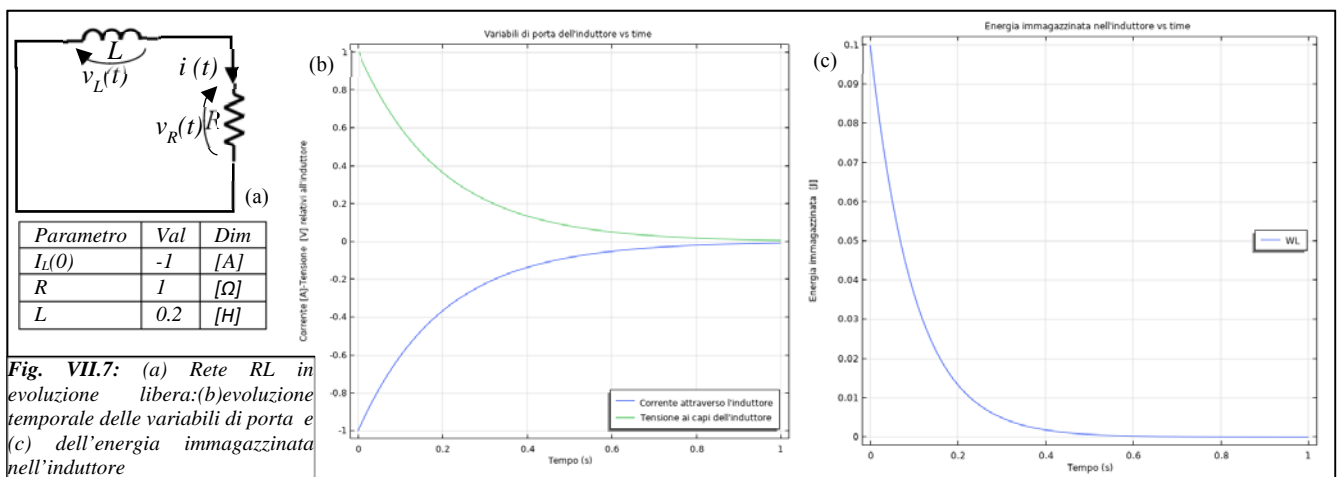 L
v_L(t)
i (t)
v_R(t)
R
(a)
Parametro Val Dim
I_L(0) -1 [A]
R 1 [Ω]
L 0.2 [H]
Fig. VII.7: (a) Rete RL in
evoluzione libera:(b)evoluzione
temporale delle variabili di porta e
(c) dell'energia immagazzinata
nell'induttore
(b)
Variabili di porta dell'induttore vs time
Corrente [A]-Tensione [V] relativi all'induttore
1
0.8
0.6
0.4
0.2
0
-0.2
-0.4
-0.6
-0.8
-1
0 0.2 0.4 0.6 0.8 1
Tempo (s)
Corrente attraverso l'induttore
Tensione ai capi dell'induttore
(c)
Energia immagazzinata nell'induttore vs time
Energia immagazzinata [J]
0.1
0.09
0.08
0.07
0.06
0.05
0.04
0.03
0.02
0.01
0
0 0.2 0.4 0.6 0.8 1
Tempo (s)
WL